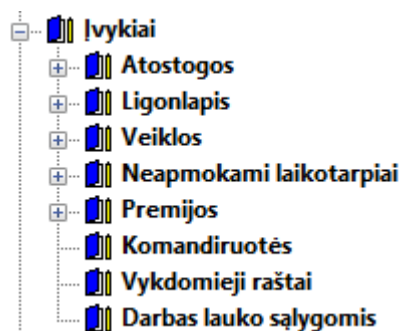 Įvykiai
Atostogos
Ligonlapis
Veiklos
Neapmokami laikotarpiai
Premijos
Komandiruotės
Vykdomieji raštai
Darbas lauko sąlygomis